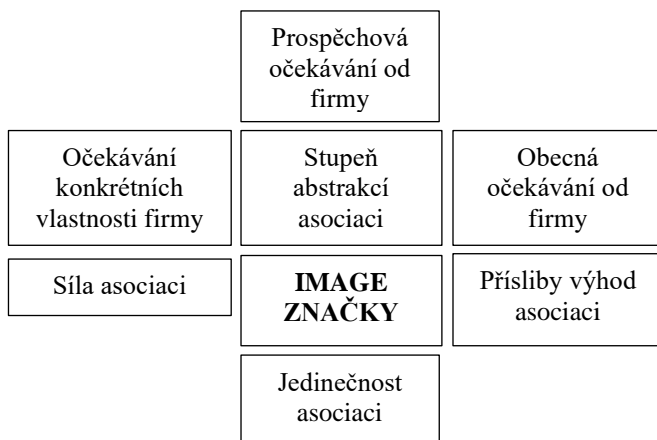 Prospěchová
očekávání od
firmy
Očekávání
konkrétních
vlastnosti firmy
Stupeň
abstrakcí
asociaci
Obecná
očekávání od
firmy
Síla asociaci
IMAGE
ZNAČKY
Přísliby výhod
asociaci
Jedinečnost
asociaci